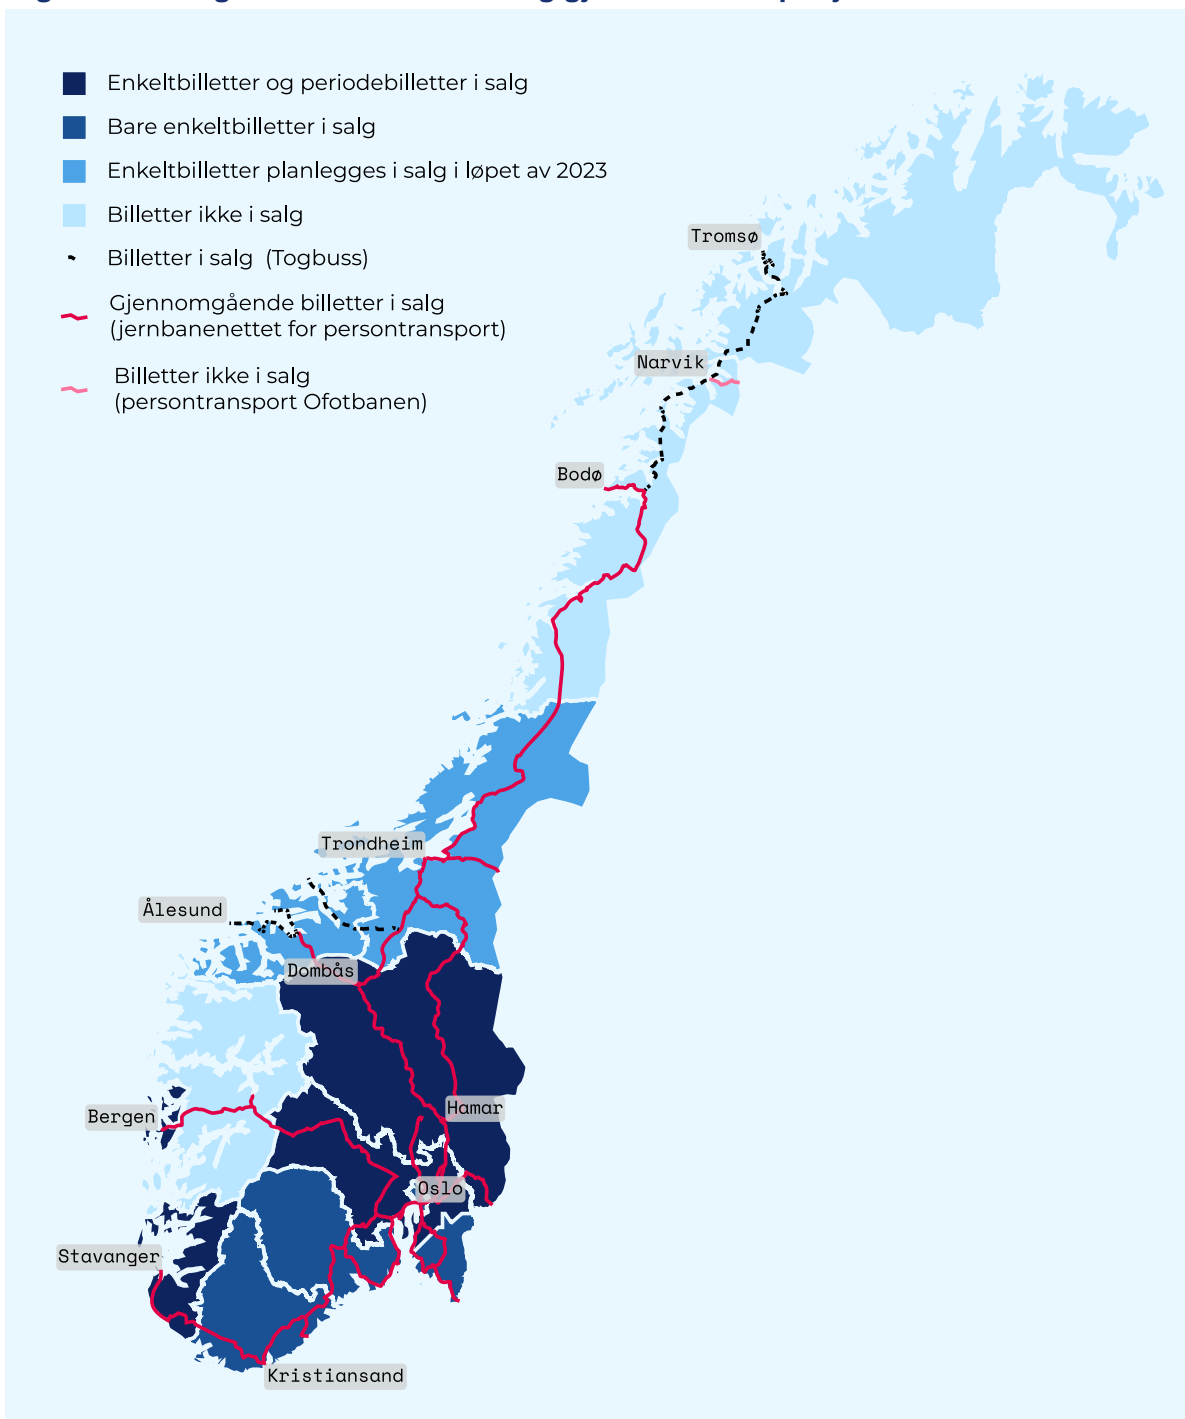 Enkeltbilletter og periodebilletter i salg
Bare enkeltbilletter i salg
Enkeltbilletter planlegges i salg i løpet av 2023
Billetter ikke i salg
Billetter i salg (Togbuss)
Gjennomgående billetter i salg
(jernbanenettet for persontransport)
Billetter ikke i salg
(persontransport Ofotbanen)
Tromsø
Narvik
Bodø
Trondheim
Ålesund
Dombås
Hamar
Bergen
Oslo
Stavanger
Kristiansand